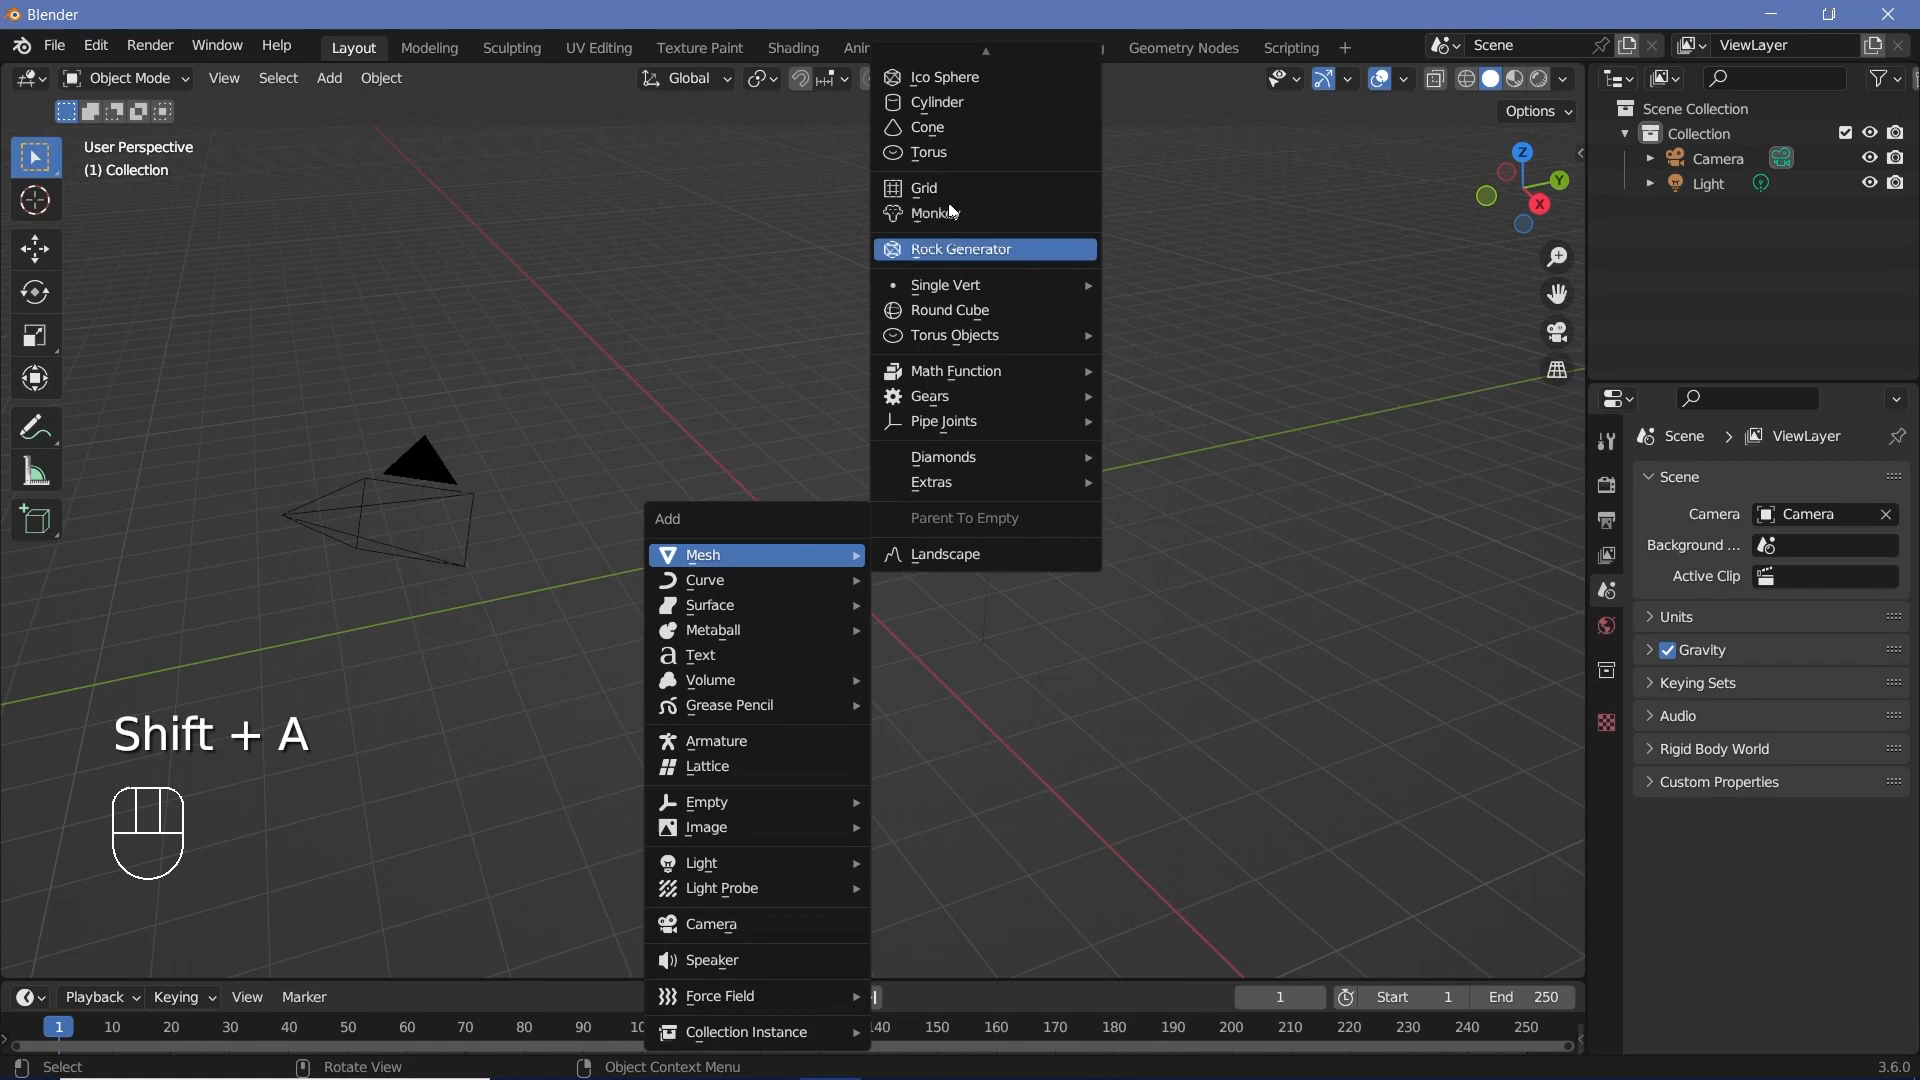 Blender
File Edit Render Window Help
Layout Modeling Sculpting UV Editing Texture Paint Shading Geometry Nodes Scripting +
Scene
ViewLayer
Object Mode View Select Add Object
Global
Options
User Perspective
(1) Collection
Z
Y
X
Scene Collection
Collection
Camera
Light
Ico Sphere
Cylinder
Cone
Torus
Grid
Monkey
Rock Generator
Single Vert
Round Cube
Torus Objects
Math Function
Gears
Pipe Joints
Diamonds
Extras
Parent To Empty
Landscape
Add
Mesh
Curve
Surface
Metaball
Text
Volume
Grease Pencil
Armature
Lattice
Empty
Image
Light
Light Probe
Camera
Speaker
Force Field
Collection Instance
Shift + A
Scene > ViewLayer
Scene
Camera Camera
Background ...
Active Clip
Units
Gravity
Keying Sets
Audio
Rigid Body World
Custom Properties
Playback Keying View Marker
1 Start 1 End 250
1 10 20 30 40 50 60 70 80 90 150 160 170 180 190 200 210 220 230 240 250
Select Rotate View Object Context Menu
3.6.0